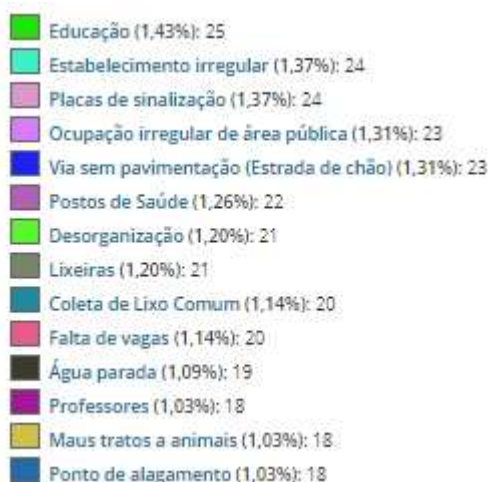 Educação (1,43%): 25
Estabelecimento irregular (1,37%): 24
Placas de sinalização (1,37%): 24
Ocupação irregular de área pública (1,31%): 23
Via sem pavimentação (Estrada de chão) (1,31%): 23
Postos de Saúde (1,26%): 22
Desorganização (1,20%): 21
Lixeiras (1,20%): 21
Coleta de Lixo Comum (1,14%): 20
Falta de vagas (1,14%): 20
Água parada (1,09%): 19
Professores (1,03%): 18
Maus tratos a animais (1,03%): 18
Ponto de alagamento (1,03%): 18